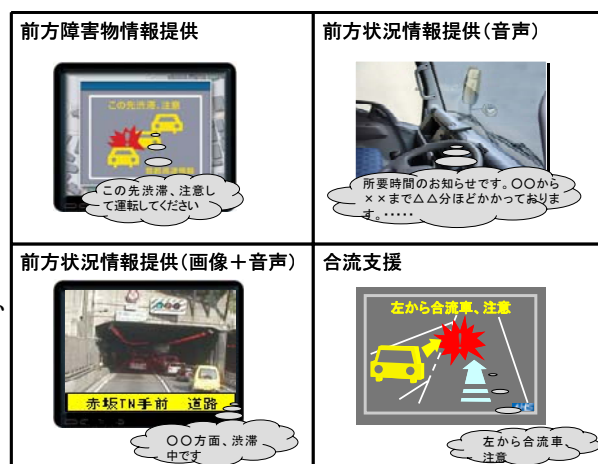 前方障害物情報提供
この先渋滞、注意
この先渋滞、注意し
て運転してください
前方状況情報提供(音声)
所要時間のお知らせです。〇〇から
××まで△△分ほどかかっておりま
す。・・・・・
前方状況情報提供(画像＋音声)
赤坂TN手前 道路
〇〇方面、渋滞
中です
合流支援
左から合流車、注意
左から合流車、
注意